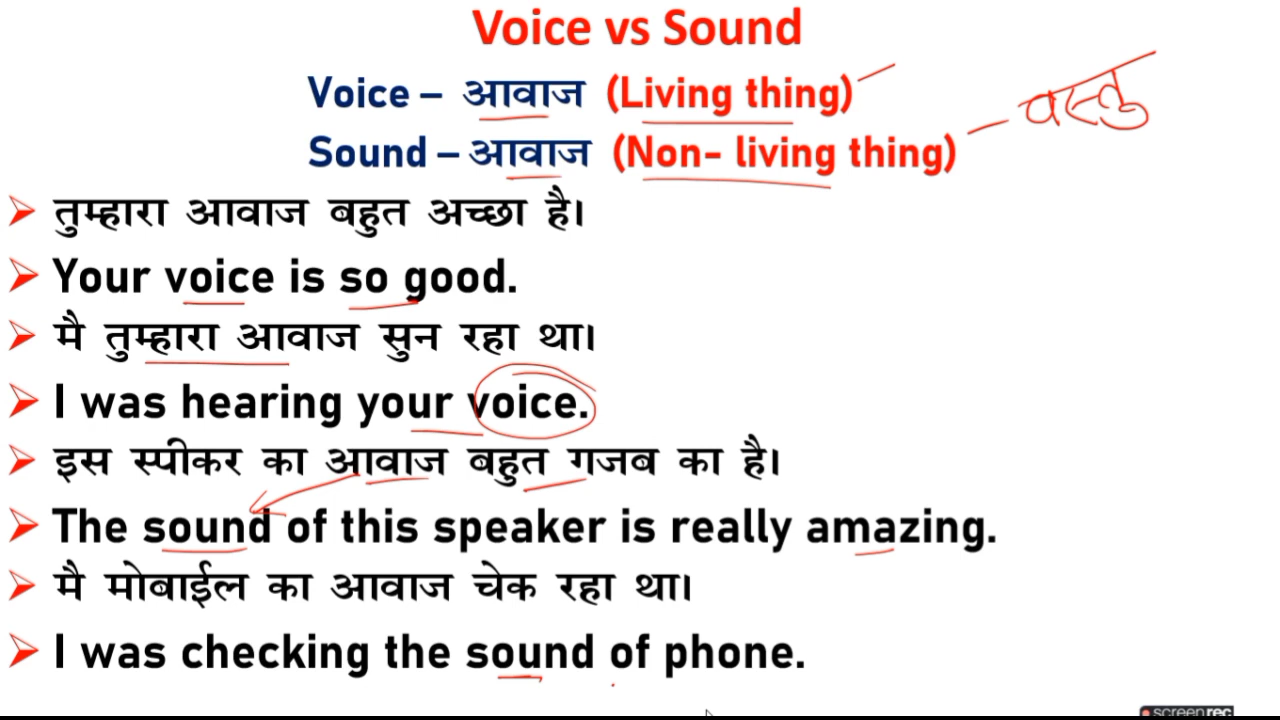 Voice vs Sound
Voice – आवाज (Living thing)
Sound – आवाज (Non- living thing)
वस्तु
➤ तुम्हारा आवाज बहुत अच्छा है।
➤ Your voice is so good.
➤ मै तुम्हारा आवाज सुन रहा था।
➤ I was hearing your voice.
➤ इस स्पीकर का आवाज बहुत गजब का है।
➤ The sound of this speaker is really amazing.
➤ मै मोबाईल का आवाज चेक रहा था।
➤ I was checking the sound of phone.
screenrec